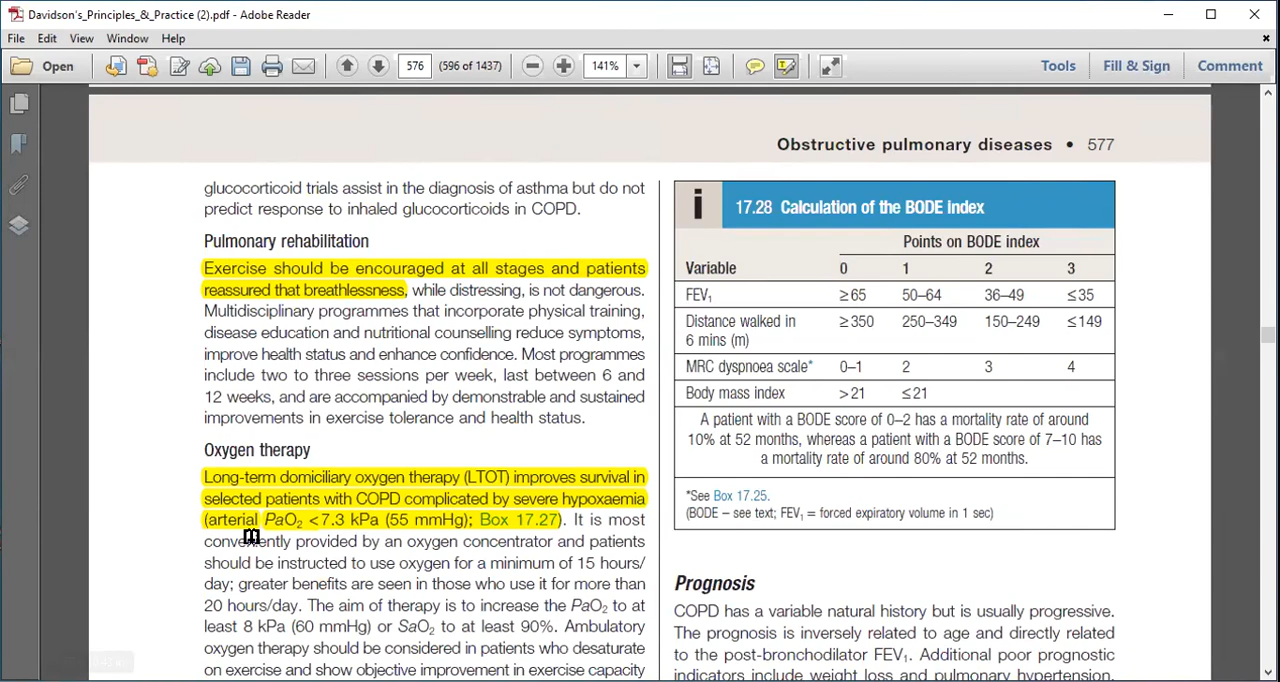 Davidson's_Principles_&_Practice (2).pdf - Adobe Reader
File Edit View Window Help
Open 576 (596 of 1437) 141% Tools Fill & Sign Comment
Obstructive pulmonary diseases • 577
glucocorticoid trials assist in the diagnosis of asthma but do not
predict response to inhaled glucocorticoids in COPD.
Pulmonary rehabilitation
Exercise should be encouraged at all stages and patients
reassured that breathlessness, while distressing, is not dangerous.
Multidisciplinary programmes that incorporate physical training,
disease education and nutritional counselling reduce symptoms,
improve health status and enhance confidence. Most programmes
include two to three sessions per week, last between 6 and
12 weeks, and are accompanied by demonstrable and sustained
improvements in exercise tolerance and health status.
Oxygen therapy
Long-term domiciliary oxygen therapy (LTOT) improves survival in
selected patients with COPD complicated by severe hypoxaemia
(arterial PaO₂ <7.3 kPa (55 mmHg); Box 17.27). It is most
conveniently provided by an oxygen concentrator and patients
should be instructed to use oxygen for a minimum of 15 hours/
day; greater benefits are seen in those who use it for more than
20 hours/day. The aim of therapy is to increase the PaO₂ to at
least 8 kPa (60 mmHg) or SaO₂ to at least 90%. Ambulatory
oxygen therapy should be considered in patients who desaturate
on exercise and show objective improvement in exercise capacity
i 17.28 Calculation of the BODE index
Points on BODE index
Variable 0 1 2 3
FEV₁ ≥65 50–64 36–49 ≤35
Distance walked in ≥350 250–349 150–249 ≤149
6 mins (m)
MRC dyspnoea scale* 0–1 2 3 4
Body mass index >21 ≤21
A patient with a BODE score of 0–2 has a mortality rate of around
10% at 52 months, whereas a patient with a BODE score of 7–10 has
a mortality rate of around 80% at 52 months.
*See Box 17.25.
(BODE – see text; FEV₁ = forced expiratory volume in 1 sec)
Prognosis
COPD has a variable natural history but is usually progressive.
The prognosis is inversely related to age and directly related
to the post-bronchodilator FEV₁. Additional poor prognostic
indicators include weight loss and pulmonary hypertension.